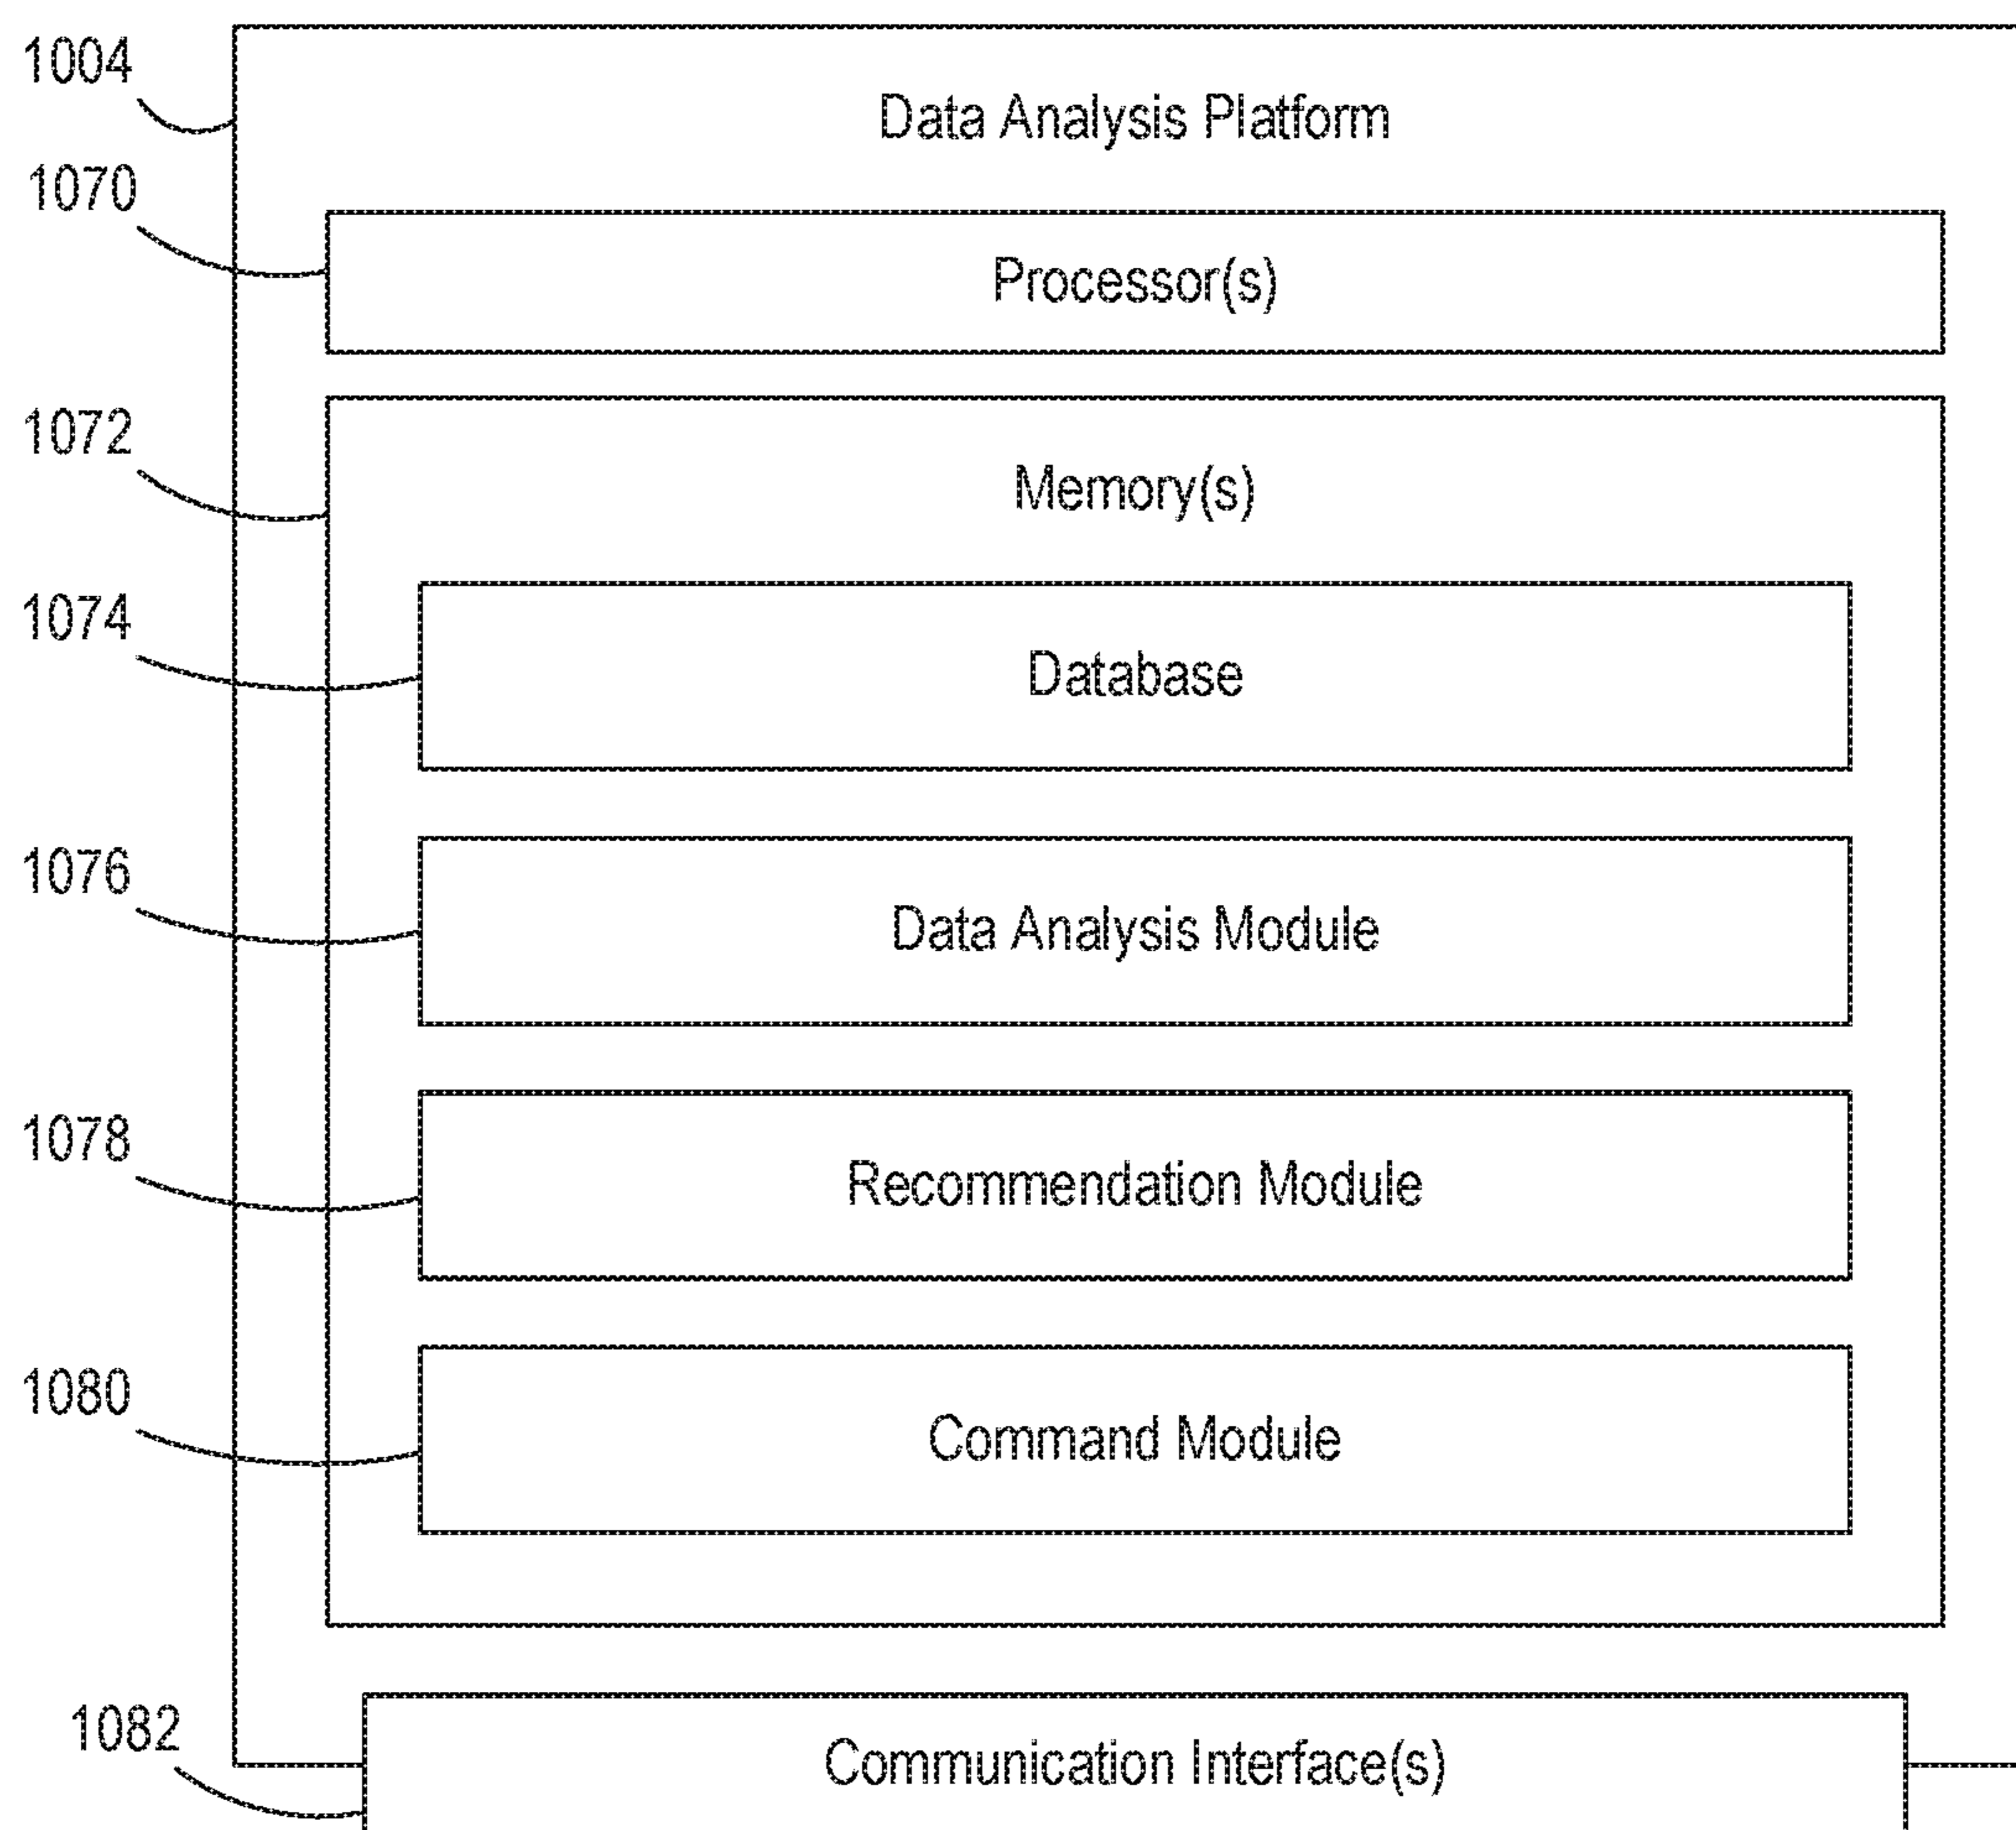 1004
Data Analysis Platform
1070
Processor(s)
1072
Memory(s)
1074
Database
1076
Data Analysis Module
1078
Recommendation Module
1080
Command Module
1082
Communication Interface(s)